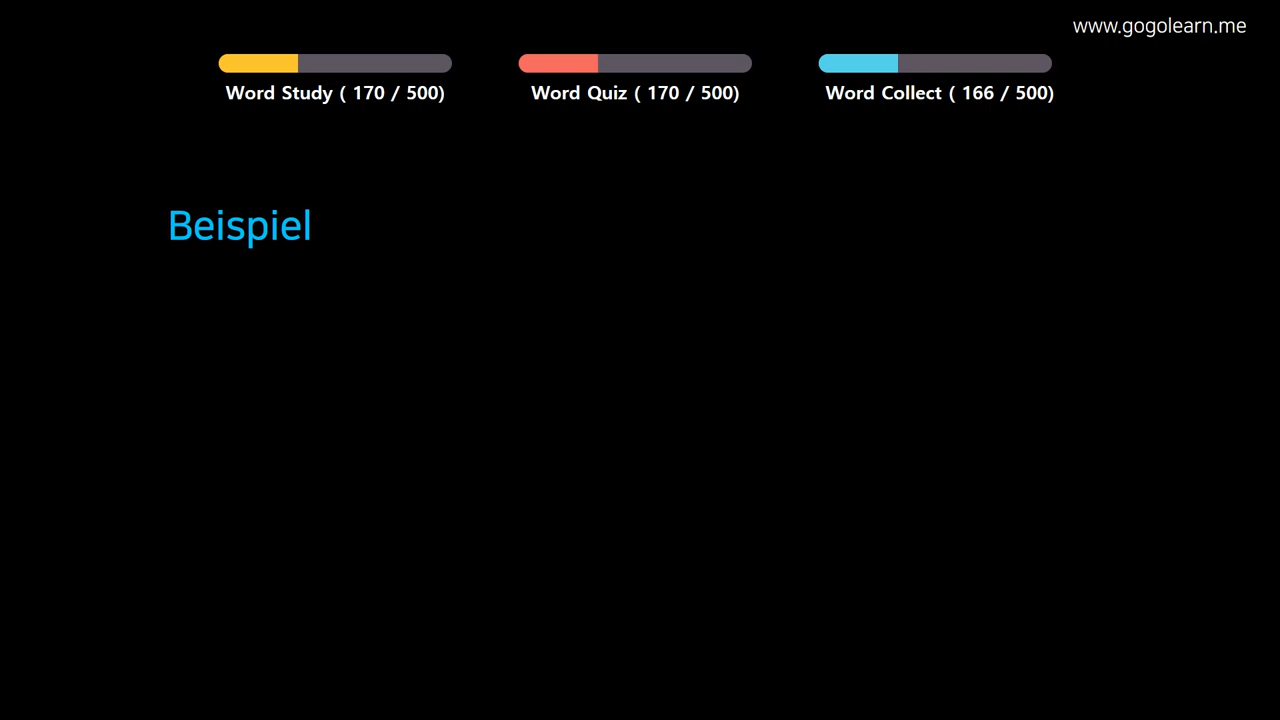 www.gogolearn.me
Word Study ( 170 / 500)
Word Quiz ( 170 / 500)
Word Collect ( 166 / 500)
Beispiel